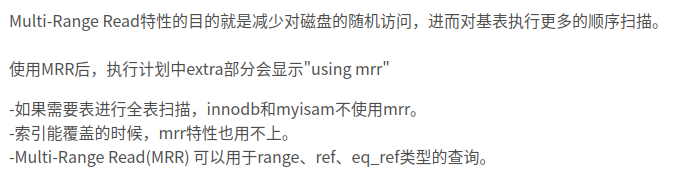 Multi-Range Read特性的目的就是减少对磁盘的随机访问，进而对基表执行更多的顺序扫描。
使用MRR后，执行计划中extra部分会显示"using mrr"
-如果需要表进行全表扫描，innodb和myisam不使用mrr。
-索引能覆盖的时候，mrr特性也用不上。
-Multi-Range Read(MRR) 可以用于range、ref、eq_ref类型的查询。